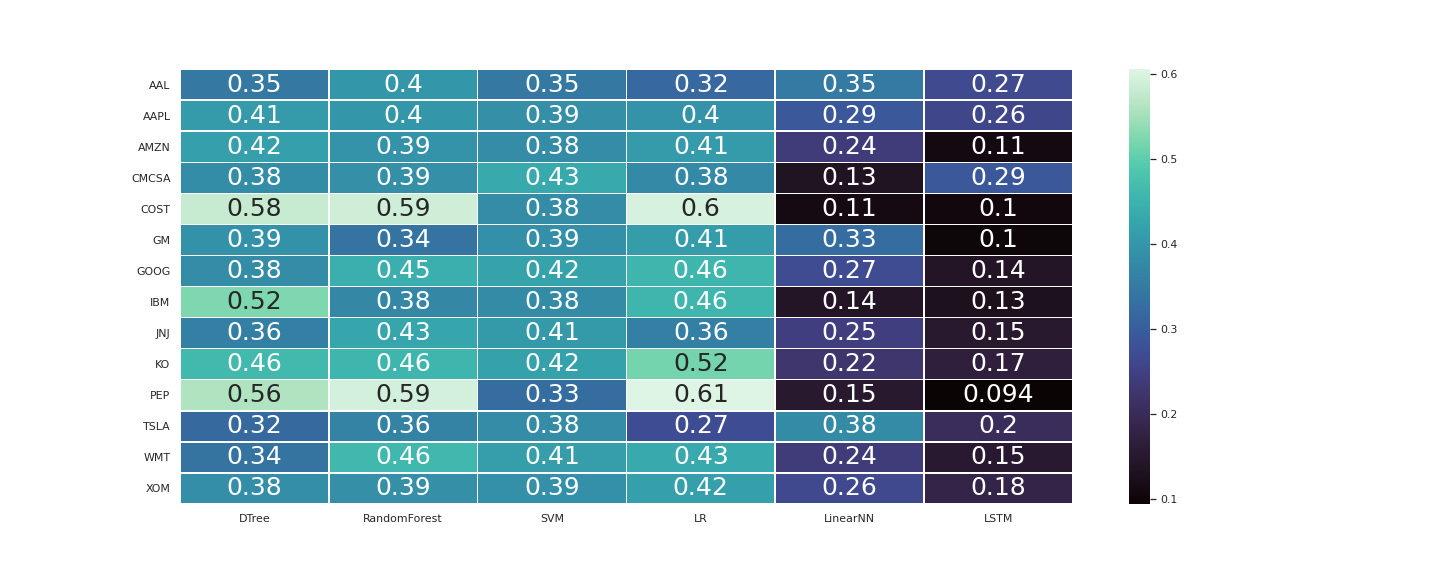 AAL 0.35 0.4 0.35 0.32 0.35 0.27
AAPL 0.41 0.4 0.39 0.4 0.29 0.26
AMZN 0.42 0.39 0.38 0.41 0.24 0.11
CMCSA 0.38 0.39 0.43 0.38 0.13 0.29
COST 0.58 0.59 0.38 0.6 0.11 0.1
GM 0.39 0.34 0.39 0.41 0.33 0.1
GOOG 0.38 0.45 0.42 0.46 0.27 0.14
IBM 0.52 0.38 0.38 0.46 0.14 0.13
JNJ 0.36 0.43 0.41 0.36 0.25 0.15
KO 0.46 0.46 0.42 0.52 0.22 0.17
PEP 0.56 0.59 0.33 0.61 0.15 0.094
TSLA 0.32 0.36 0.38 0.27 0.38 0.2
WMT 0.34 0.46 0.41 0.43 0.24 0.15
XOM 0.38 0.39 0.39 0.42 0.26 0.18
DTree RandomForest SVM LR LinearNN LSTM
0.6
0.5
0.4
0.3
0.2
0.1